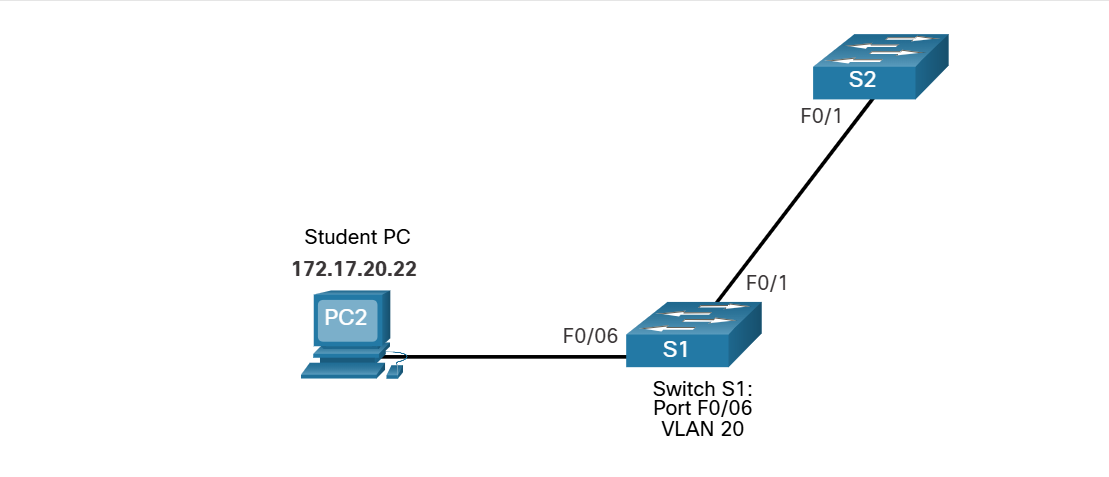 S2
F0/1
Student PC
172.17.20.22
PC2
F0/1
F0/06
S1
Switch S1:
Port F0/06
VLAN 20